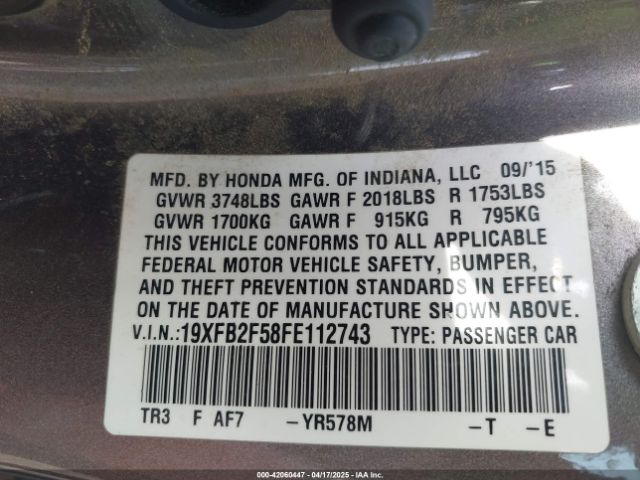 MFD. BY HONDA MFG. OF INDIANA, LLC 09/'15
GVWR 3748LBS GAWR F 2018LBS R 1753LBS
GVWR 1700KG GAWR F 915KG R 795KG
THIS VEHICLE CONFORMS TO ALL APPLICABLE
FEDERAL MOTOR VEHICLE SAFETY, BUMPER,
AND THEFT PREVENTION STANDARDS IN EFFECT
ON THE DATE OF MANUFACTURE SHOWN ABOVE.
V.I.N.:19XFB2F58FE112743 TYPE: PASSENGER CAR
TR3 F AF7 -YR578M -T -E
000-42060447 - 04/17/2025 - IAAI.COM